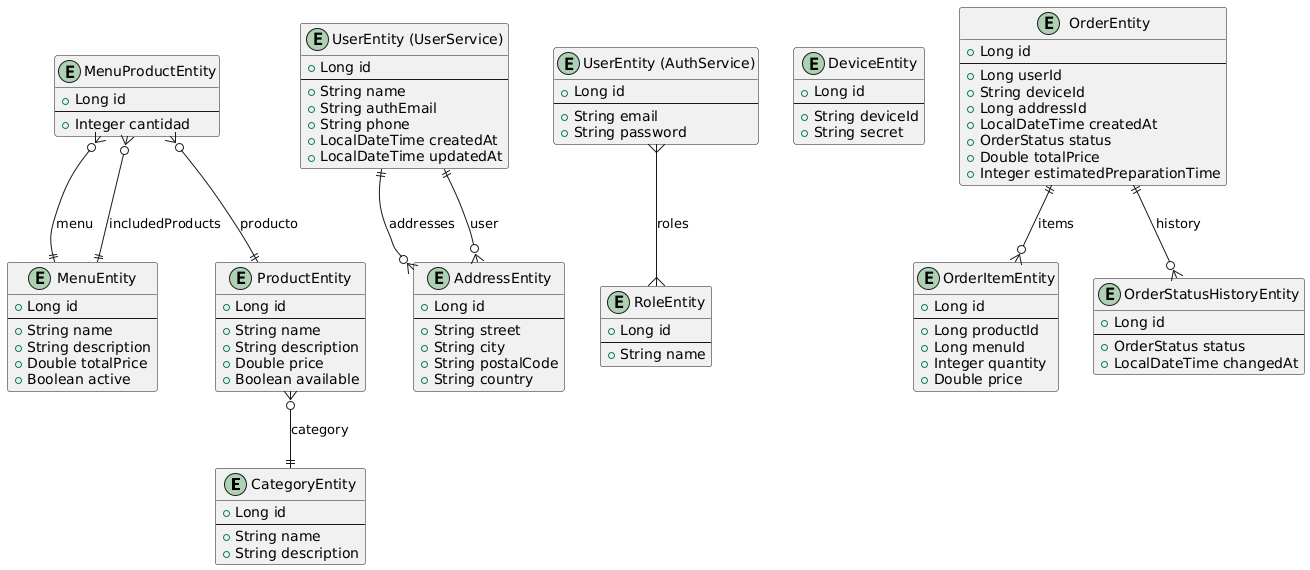 E MenuProductEntity
Long id
Integer cantidad
E UserEntity (UserService)
Long id
String name
String authEmail
String phone
LocalDateTime createdAt
LocalDateTime updatedAt
E UserEntity (AuthService)
Long id
String email
String password
E DeviceEntity
Long id
String deviceId
String secret
E OrderEntity
Long id
Long userId
String deviceId
Long addressId
LocalDateTime createdAt
OrderStatus status
Double totalPrice
Integer estimatedPreparationTime
menu
includedProducts
producto
addresses
user
roles
items
history
E MenuEntity
Long id
String name
String description
Double totalPrice
Boolean active
E ProductEntity
Long id
String name
String description
Double price
Boolean available
E AddressEntity
Long id
String street
String city
String postalCode
String country
E RoleEntity
Long id
String name
E OrderItemEntity
Long id
Long productId
Long menuId
Integer quantity
Double price
E OrderStatusHistoryEntity
Long id
OrderStatus status
LocalDateTime changedAt
category
E CategoryEntity
Long id
String name
String description